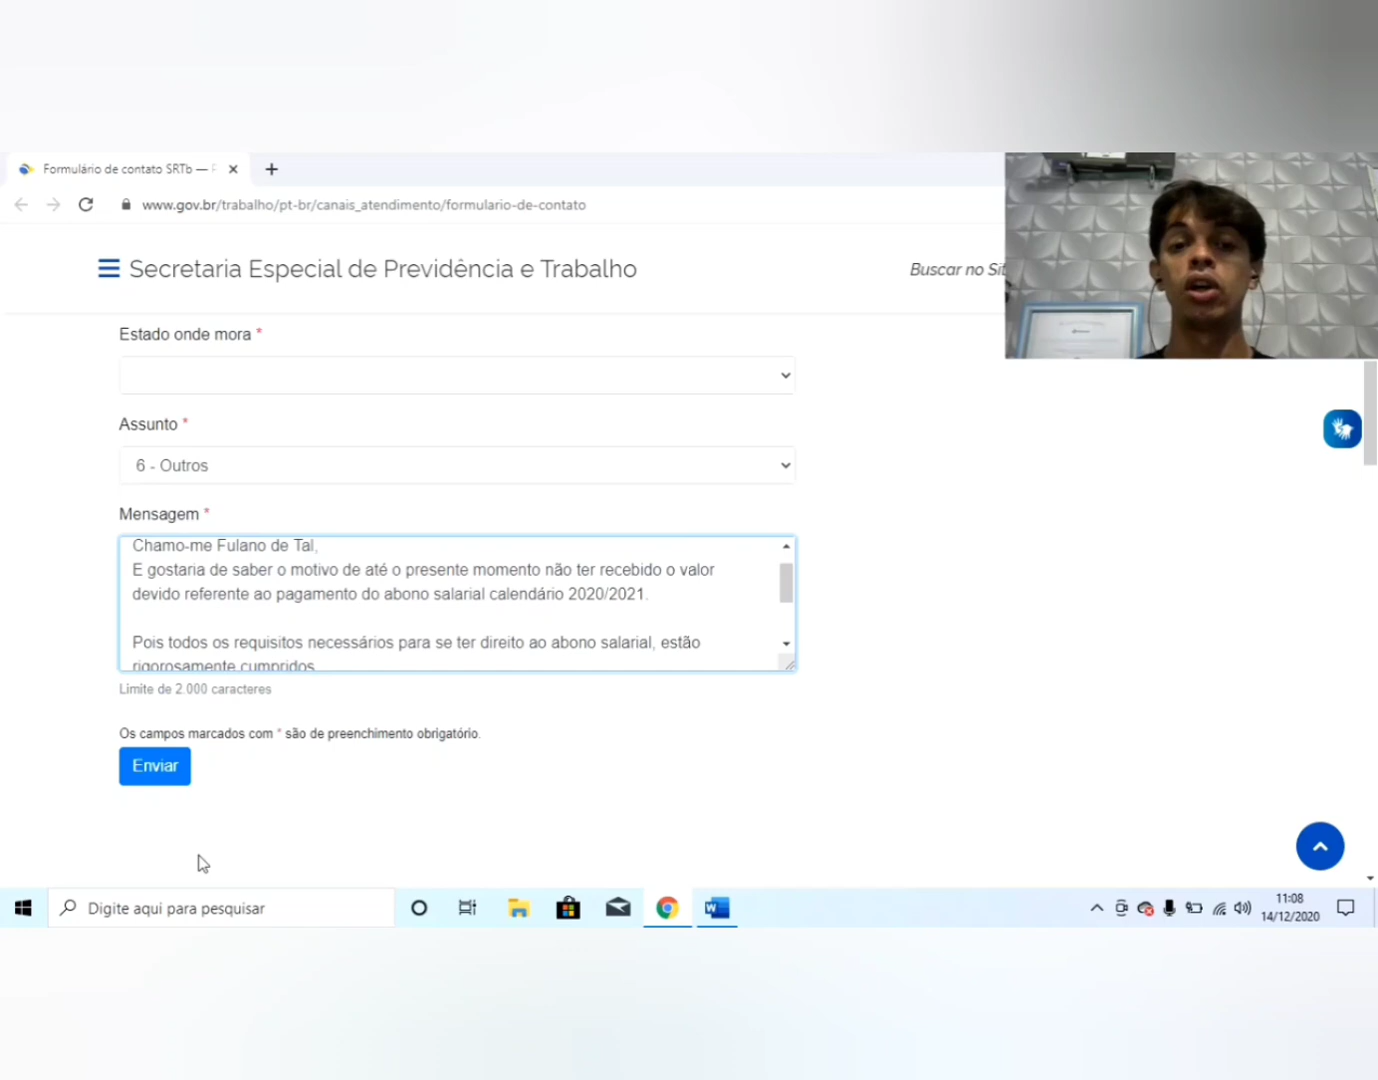 Formulário de contato SRTb —
www.gov.br/trabalho/pt-br/canais_atendimento/formulario-de-contato
Secretaria Especial de Previdência e Trabalho
Buscar no
Estado onde mora *
Assunto *
6 - Outros
Mensagem *
Chamo-me Fulano de Tal,
E gostaria de saber o motivo de até o presente momento não ter recebido o valor
devido referente ao pagamento do abono salarial calendário 2020/2021.
Pois todos os requisitos necessários para se ter direito ao abono salarial, estão
rigorosamente cumpridos
Limite de 2.000 caracteres
Os campos marcados com * são de preenchimento obrigatório.
Enviar
Digite aqui para pesquisar
11:08
14/12/2020